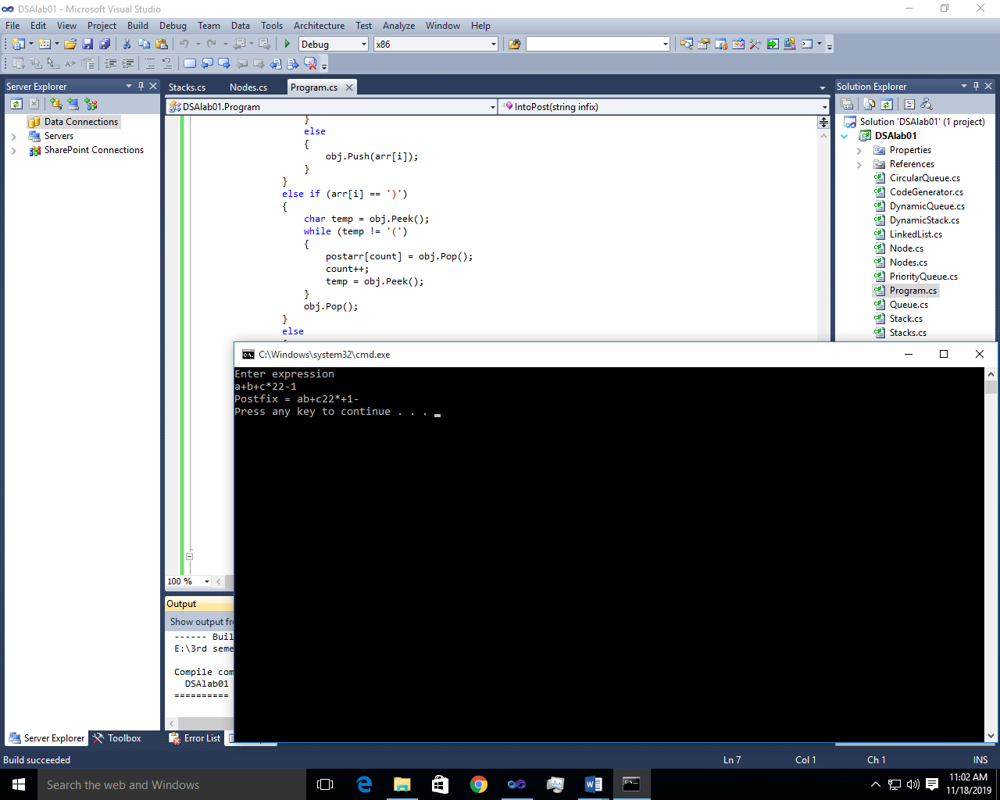 DSAlab01 - Microsoft Visual Studio
File Edit View Project Build Debug Team Data Tools Architecture Test Analyze Window Help
Debug x86
Server Explorer
Data Connections
Servers
SharePoint Connections
Stacks.cs Nodes.cs Program.cs
DSAlab01.Program IntoPost(string infix)
}
else
{
obj.Push(arr[i]);
}
}
else if (arr[i] == ')')
{
char temp = obj.Peek();
while (temp != '(')
{
postarr[count] = obj.Pop();
count++;
temp = obj.Peek();
}
obj.Pop();
}
else
100 %
Solution Explorer
Solution 'DSAlab01' (1 project)
DSAlab01
Properties
References
CircularQueue.cs
CodeGenerator.cs
DynamicQueue.cs
DynamicStack.cs
LinkedList.cs
Node.cs
Nodes.cs
PriorityQueue.cs
Program.cs
Queue.cs
Stack.cs
Stacks.cs
C:\Windows\system32\cmd.exe
Enter expression
a+b+c*22-1
Postfix = ab+c22*+1-
Press any key to continue . . .
Output
Show output
------ Buil
E:\3rd seme
Compile com
DSAlab01
==========
Server Explorer Toolbox Error List
Build succeeded Ln 7 Col 1 Ch 1 INS
Search the web and Windows
11:02 AM
11/18/2019